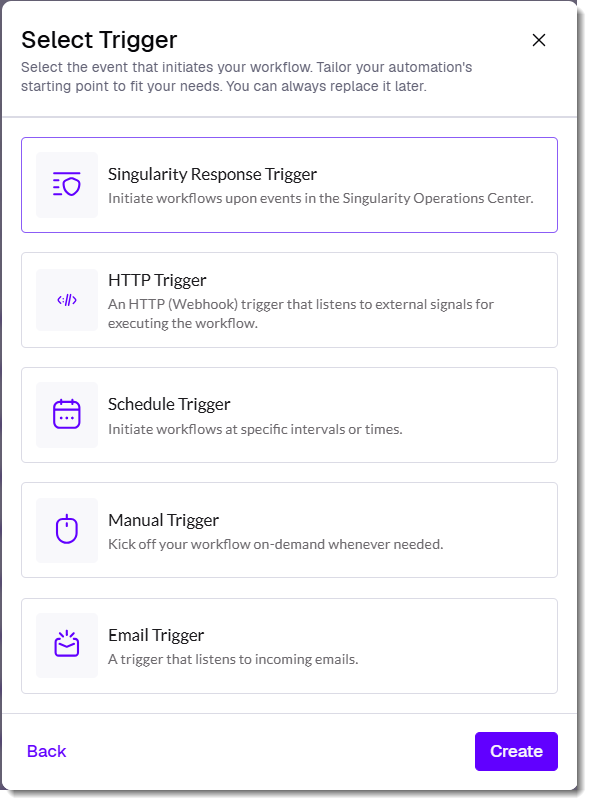 Select Trigger
Select the event that initiates your workflow. Tailor your automation's
starting point to fit your needs. You can always replace it later.
Singularity Response Trigger
Initiate workflows upon events in the Singularity Operations Center.
HTTP Trigger
An HTTP (Webhook) trigger that listens to external signals for
executing the workflow.
Schedule Trigger
Initiate workflows at specific intervals or times.
Manual Trigger
Kick off your workflow on-demand whenever needed.
Email Trigger
A trigger that listens to incoming emails.
Back
Create